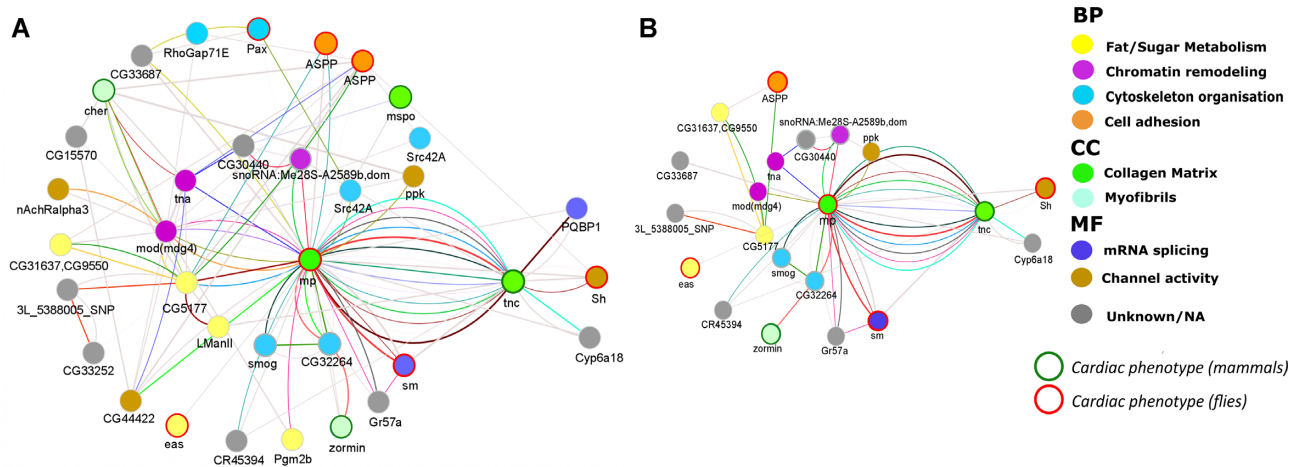 A
RhoGap71E
Pax
ASPP
CG33687
ASPP
cher
mspo
CG15570
CG30440
Src42A
snoRNA:Me28S-A2589b,dom
tna
Src42A
ppk
nAchRalpha3
PQBP1
mod(mdg4)
CG31637,CG9550
mp
CG5177
tnc
Sh
3L_5388005_SNP
LManII
Cyp6a18
smog
CG32264
CG33252
sm
CG44422
Gr57a
eas
zormin
CR45394
Pgm2b
B
ASPP
CG31637,CG9550
snoRNA:Me28S-A2589b,dom
CG30440
ppk
CG33687
tna
mod(mdg4)
Sh
3L_5388005_SNP
mp
tnc
CG5177
Cyp6a18
smog
eas
CG32264
CR45394
sm
zormin
Gr57a
BP
Fat/Sugar Metabolism
Chromatin remodeling
Cytoskeleton organisation
Cell adhesion
CC
Collagen Matrix
Myofibrils
MF
mRNA splicing
Channel activity
Unknown/NA
Cardiac phenotype (mammals)
Cardiac phenotype (flies)